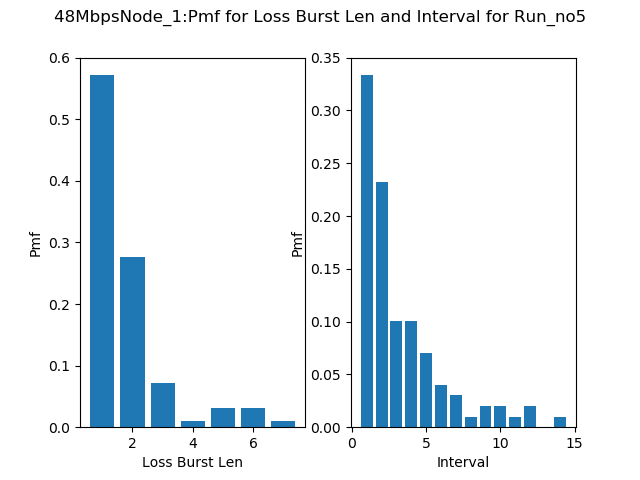 48MbpsNode_1:Pmf for Loss Burst Len and Interval for Run_no5
0.6
0.5
0.4
0.3
0.2
0.1
0.0
Pmf
2 4 6
Loss Burst Len
0.35
0.30
0.25
0.20
0.15
0.10
0.05
0.00
Pmf
0 5 10 15
Interval